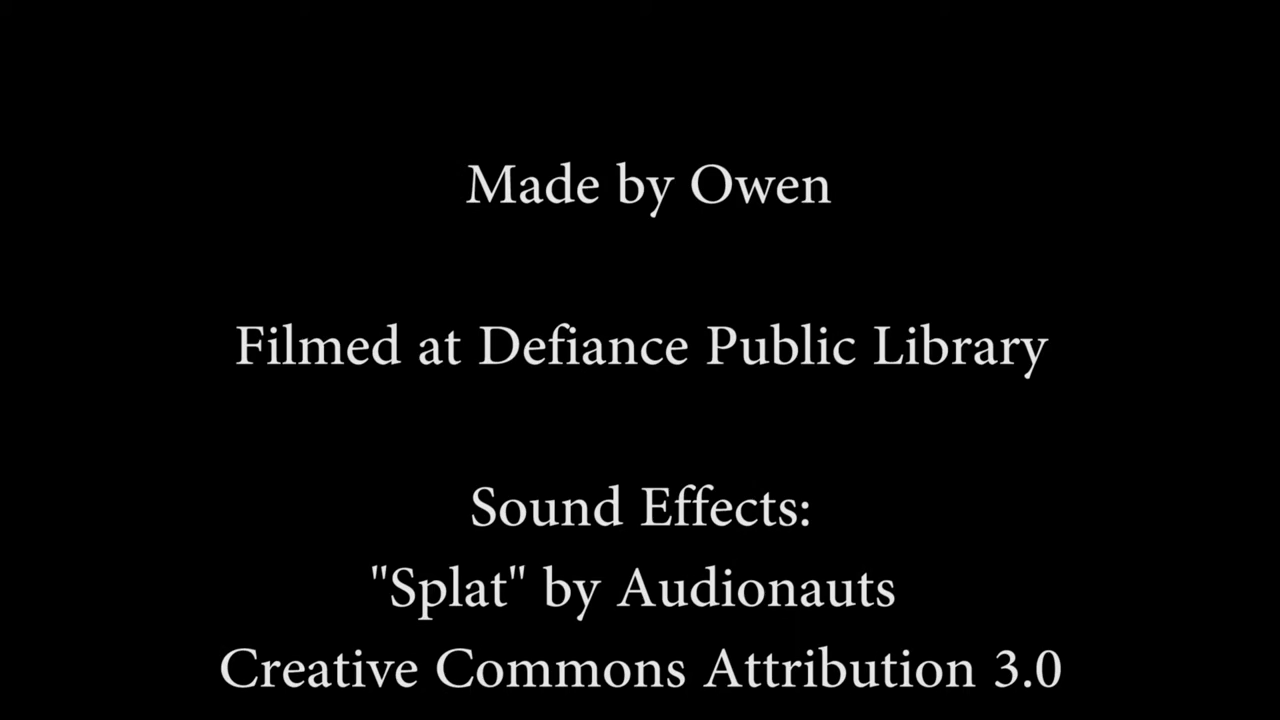 Made by Owen
Filmed at Defiance Public Library
Sound Effects:
"Splat" by Audionauts
Creative Commons Attribution 3.0